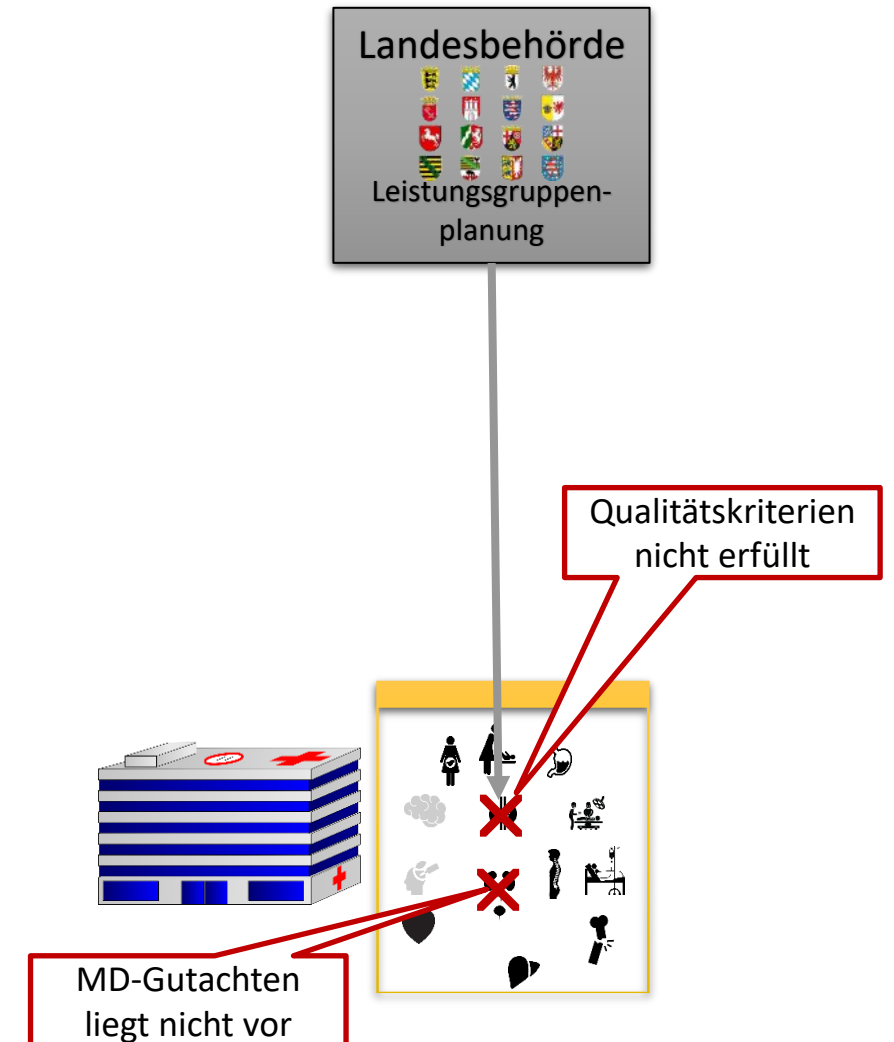 Landesbehörde
Leistungsgruppen-
planung
Qualitätskriterien
nicht erfüllt
MD-Gutachten
liegt nicht vor